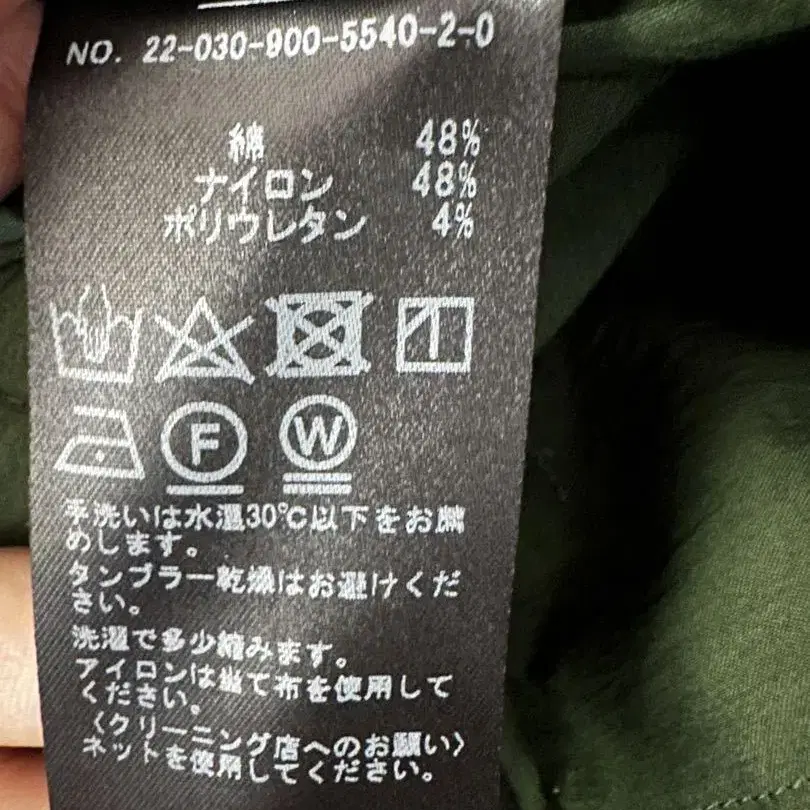 NO. 22-030-900-5540-2-0
綿 48%
ナイロン 48%
ポリウレタン 4%
F W
手洗いは水温30℃以下をお薦
めします。
タンブラー乾燥はお避けくだ
さい。
洗濯で多少縮みます。
アイロンは当て布を使用して
ください。
〈クリーニング店へのお願い〉
ネットを使用してください。